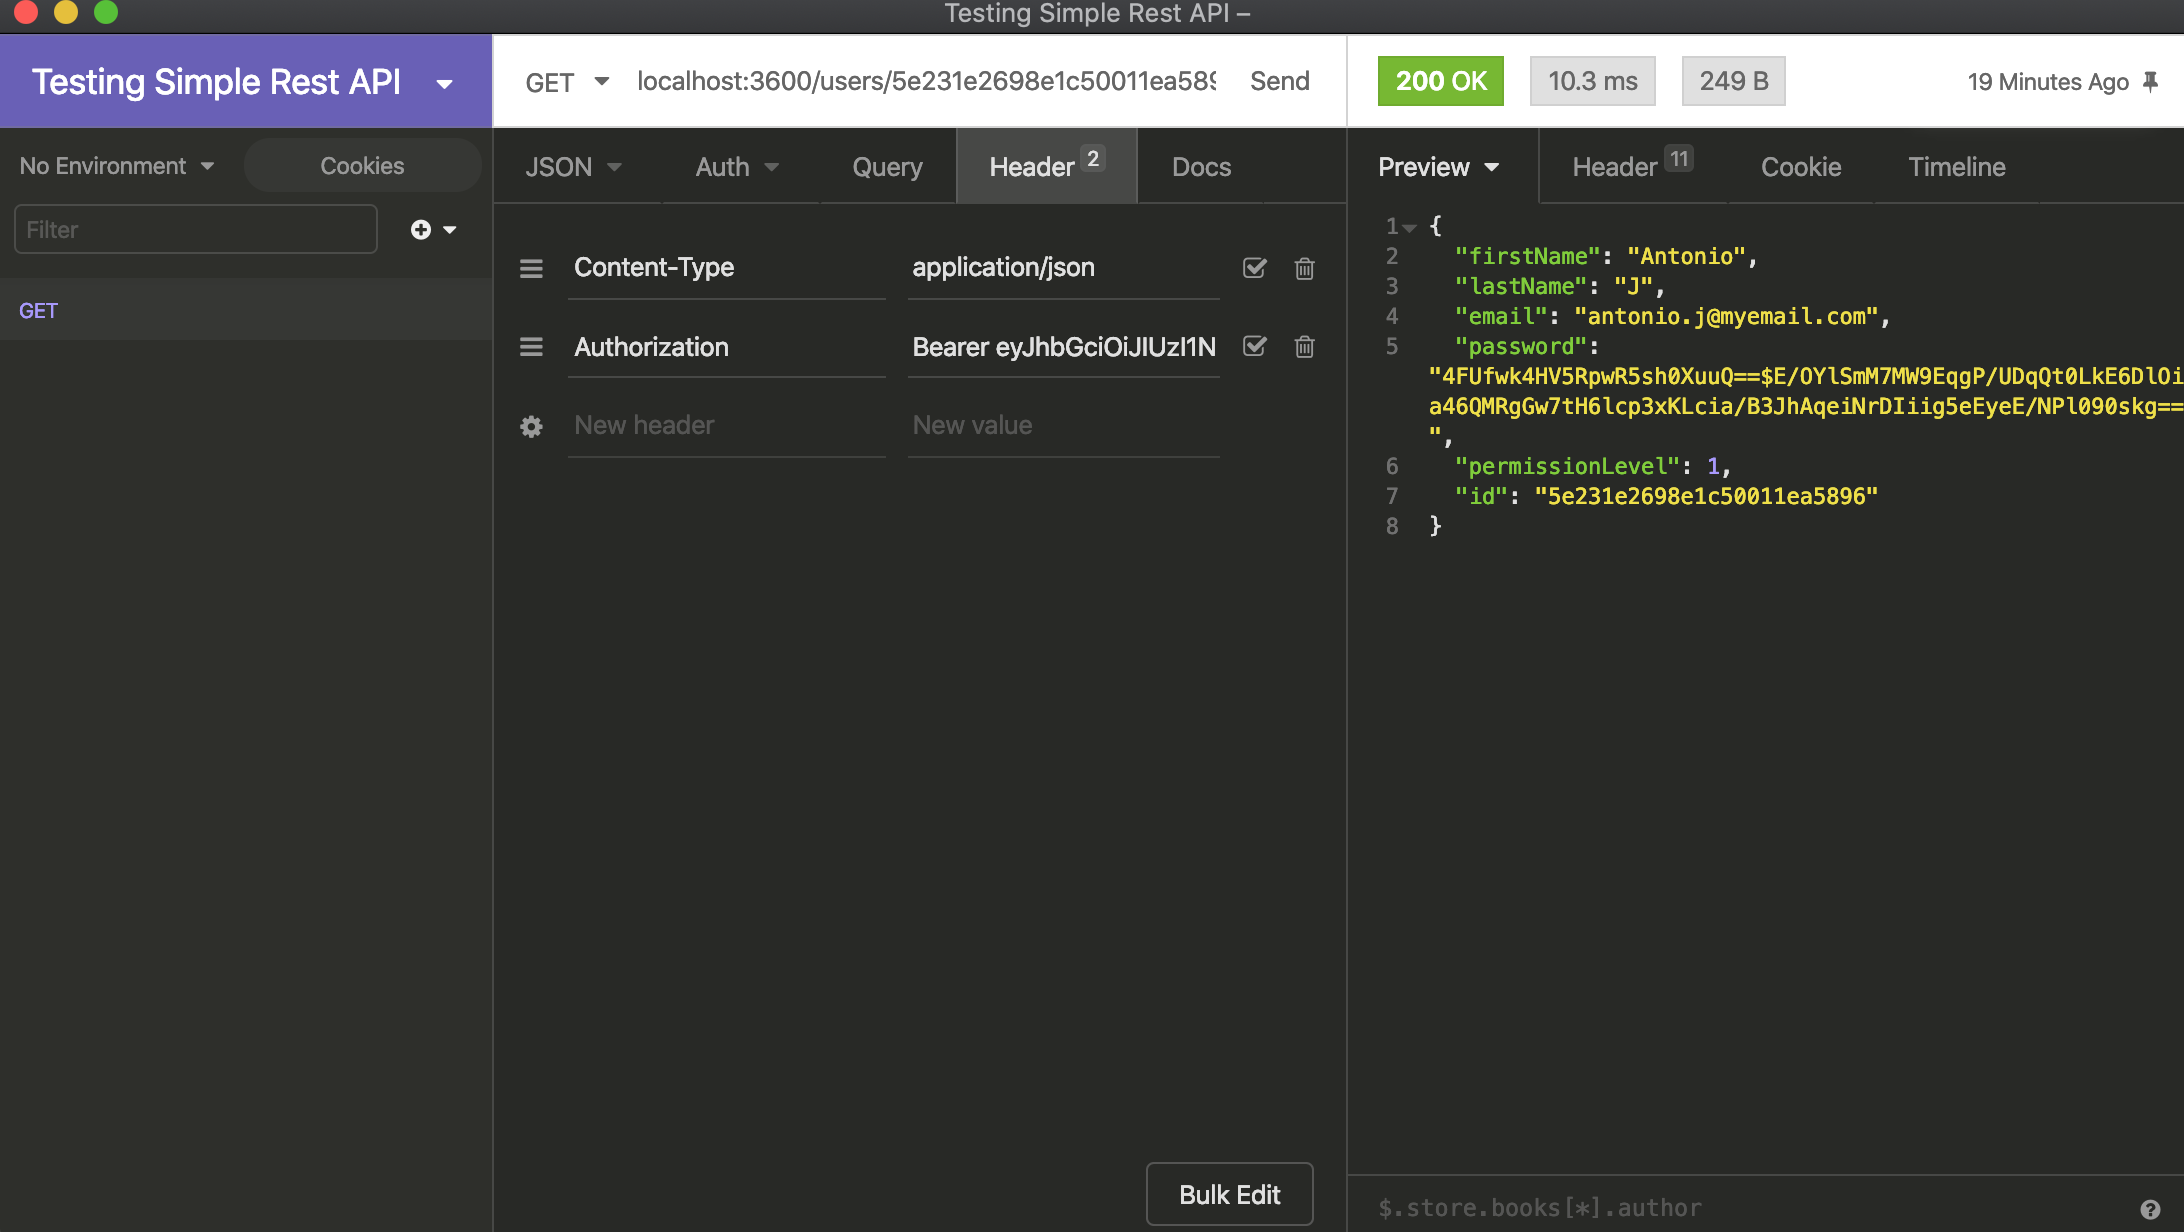 Testing Simple Rest API –
Testing Simple Rest API
GET localhost:3600/users/5e231e2698e1c50011ea589 Send
200 OK 10.3 ms 249 B 19 Minutes Ago
No Environment Cookies
JSON Auth Query Header 2 Docs
Preview Header 11 Cookie Timeline
Filter
GET
Content-Type application/json
Authorization Bearer eyJhbGciOiJIUzI1N
New header New value
1 {
2 "firstName": "Antonio",
3 "lastName": "J",
4 "email": "antonio.j@myemail.com",
5 "password":
"4FUfwk4HV5RpwR5sh0XuuQ==$E/OYlSmM7MW9EqgP/UDqQt0LkE6DlOi
a46QMRgGw7tH6lcp3xKLcia/B3JhAqeiNrDIiig5eEyeE/NPl090skg==
",
6 "permissionLevel": 1,
7 "id": "5e231e2698e1c50011ea5896"
8 }
Bulk Edit
$.store.books[*].author